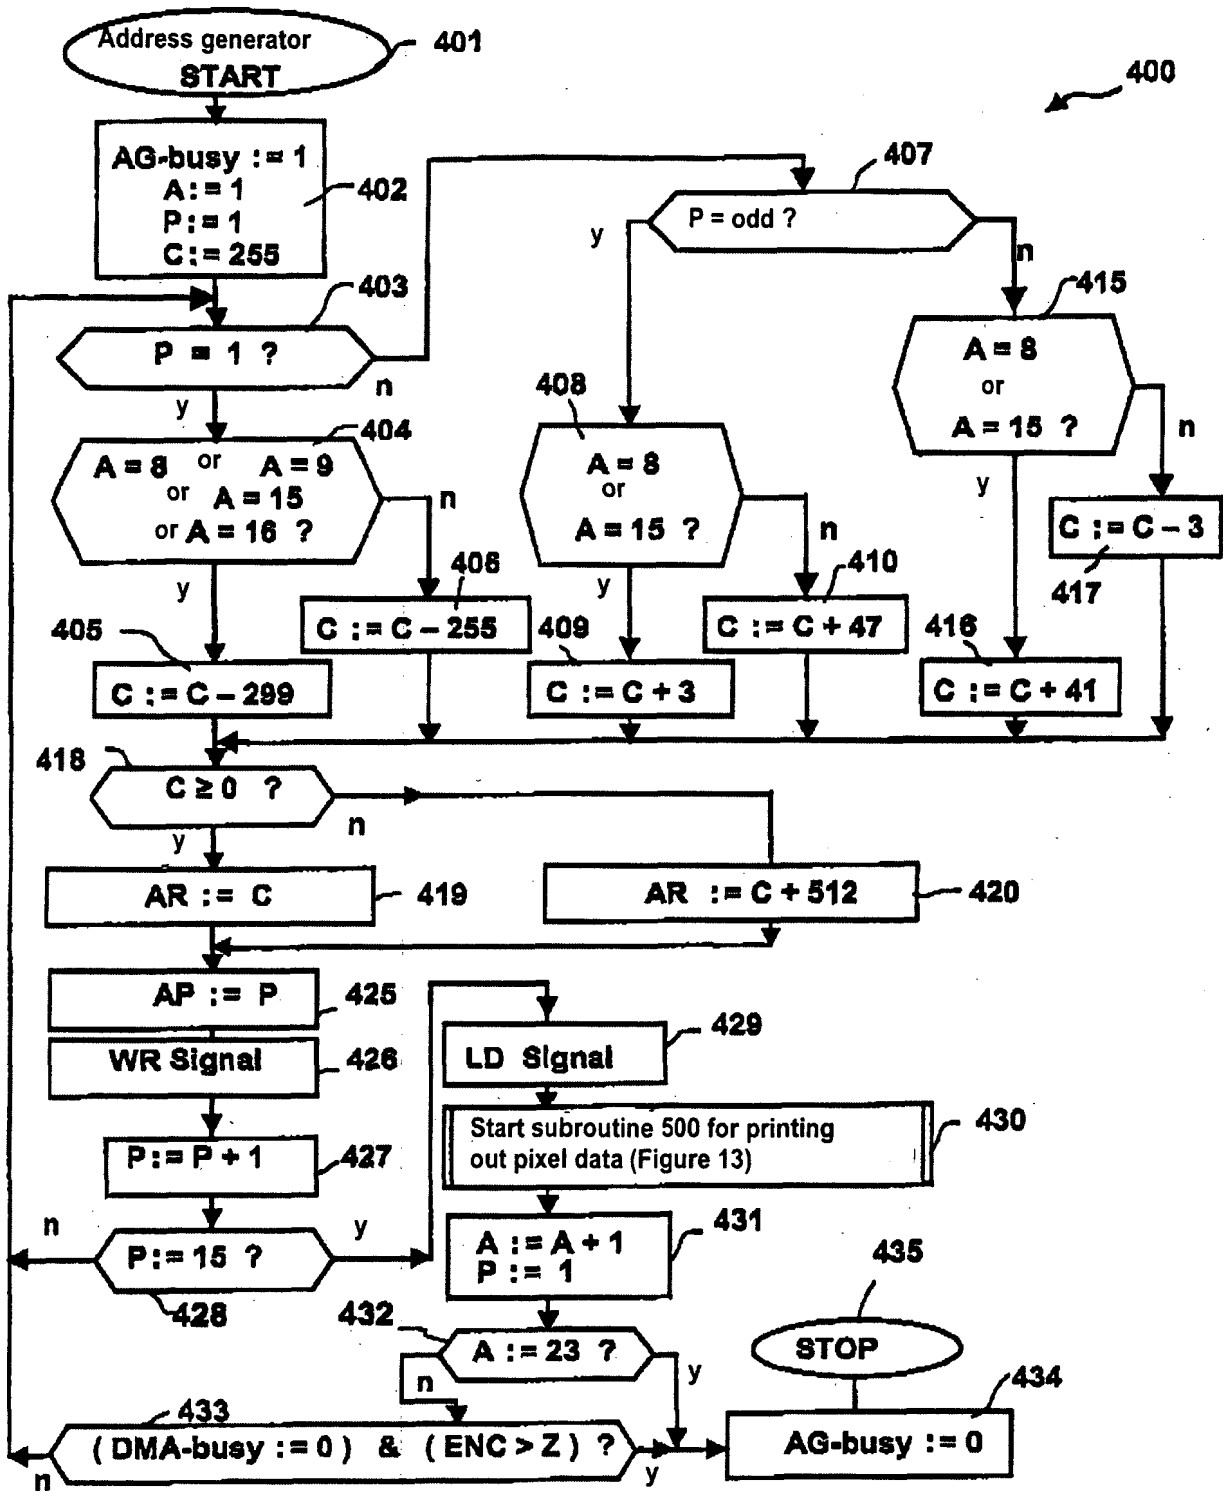 Address generator
START
401
400
AG-busy := 1
A := 1
P := 1
C := 255
402
403
P = 1 ?
n
y
404
A = 8 or A = 9
or A = 15
or A = 16 ?
n
y
405
C := C – 299
406
C := C – 255
407
P = odd ?
y
n
408
A = 8
or
A = 15 ?
n
y
409
C := C + 3
410
C := C + 47
415
A = 8
or
A = 15 ?
n
y
416
C := C + 41
C := C – 3
417
418
C ≥ 0 ?
n
y
AR := C
419
AR := C + 512
420
AP := P
425
WR Signal
426
P := P + 1
427
n
P := 15 ?
y
428
LD Signal
429
Start subroutine 500 for printing
out pixel data (Figure 13)
430
A := A + 1
P := 1
431
432
A := 23 ?
n
y
433
( DMA-busy := 0 ) & ( ENC > Z ) ?
n
y
AG-busy := 0
434
STOP
435